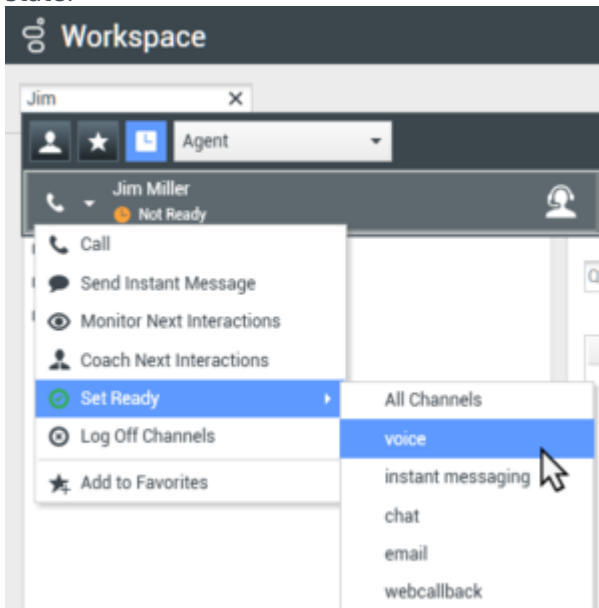 Workspace
Jim
Agent
Jim Miller
Not Ready
Call
Send Instant Message
Monitor Next Interactions
Coach Next Interactions
Set Ready
Log Off Channels
Add to Favorites
All Channels
voice
instant messaging
chat
email
webcallback